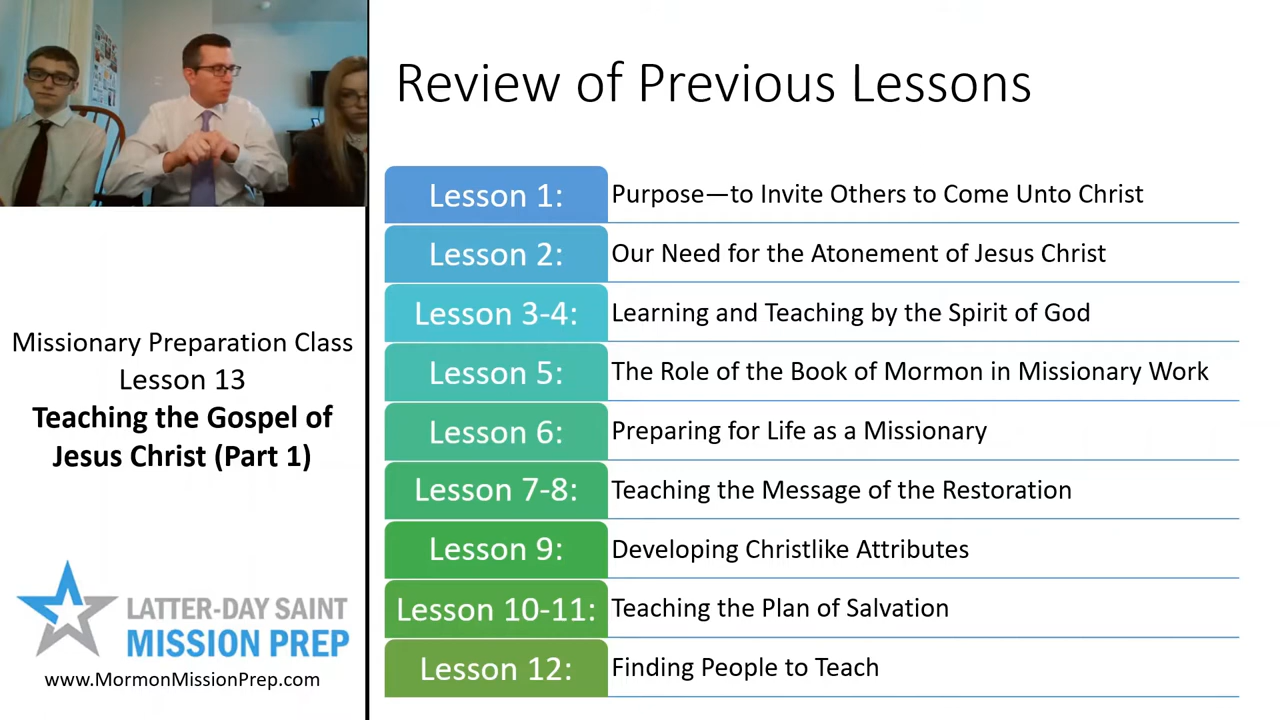 Review of Previous Lessons
Lesson 1: Purpose—to Invite Others to Come Unto Christ
Lesson 2: Our Need for the Atonement of Jesus Christ
Lesson 3-4: Learning and Teaching by the Spirit of God
Lesson 5: The Role of the Book of Mormon in Missionary Work
Lesson 6: Preparing for Life as a Missionary
Lesson 7-8: Teaching the Message of the Restoration
Lesson 9: Developing Christlike Attributes
Lesson 10-11: Teaching the Plan of Salvation
Lesson 12: Finding People to Teach
Missionary Preparation Class
Lesson 13
Teaching the Gospel of
Jesus Christ (Part 1)
LATTER-DAY SAINT
MISSION PREP
www.MormonMissionPrep.com